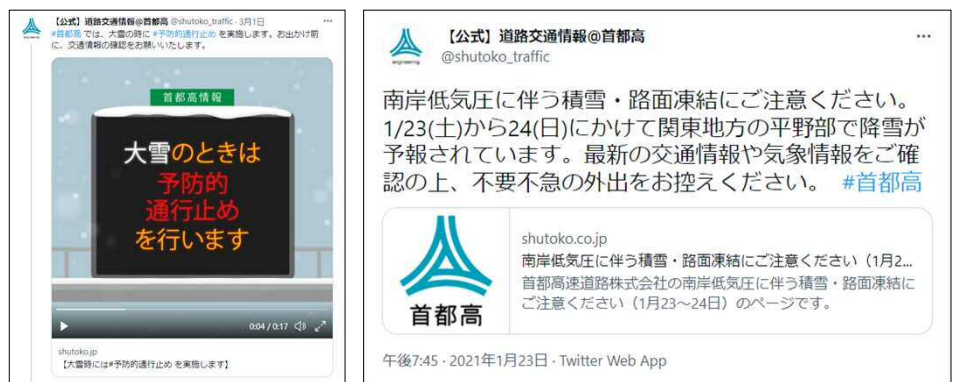 【公式】道路交通情報@首都高 @shutoko_traffic · 3月1日
#首都高 では、大雪の時に #予防的通行止め を実施します。お出かけ前
に、交通情報の確認をお願いいたします。
首都高情報
大雪のときは
予防的
通行止め
を行います
0:04 / 0:17
shutoko.jp
【大雪時には#予防的通行止め を実施します】
【公式】道路交通情報@首都高
@shutoko_traffic
南岸低気圧に伴う積雪・路面凍結にご注意ください。
1/23(土)から24(日)にかけて関東地方の平野部で降雪が
予報されています。最新の交通情報や気象情報をご確
認の上、不要不急の外出をお控えください。 #首都高
首都高
shutoko.co.jp
南岸低気圧に伴う積雪・路面凍結にご注意ください（1月2...
首都高速道路株式会社の南岸低気圧に伴う積雪・路面凍結に
ご注意ください（1月23～24日）のページです。
午後7:45 · 2021年1月23日 · Twitter Web App